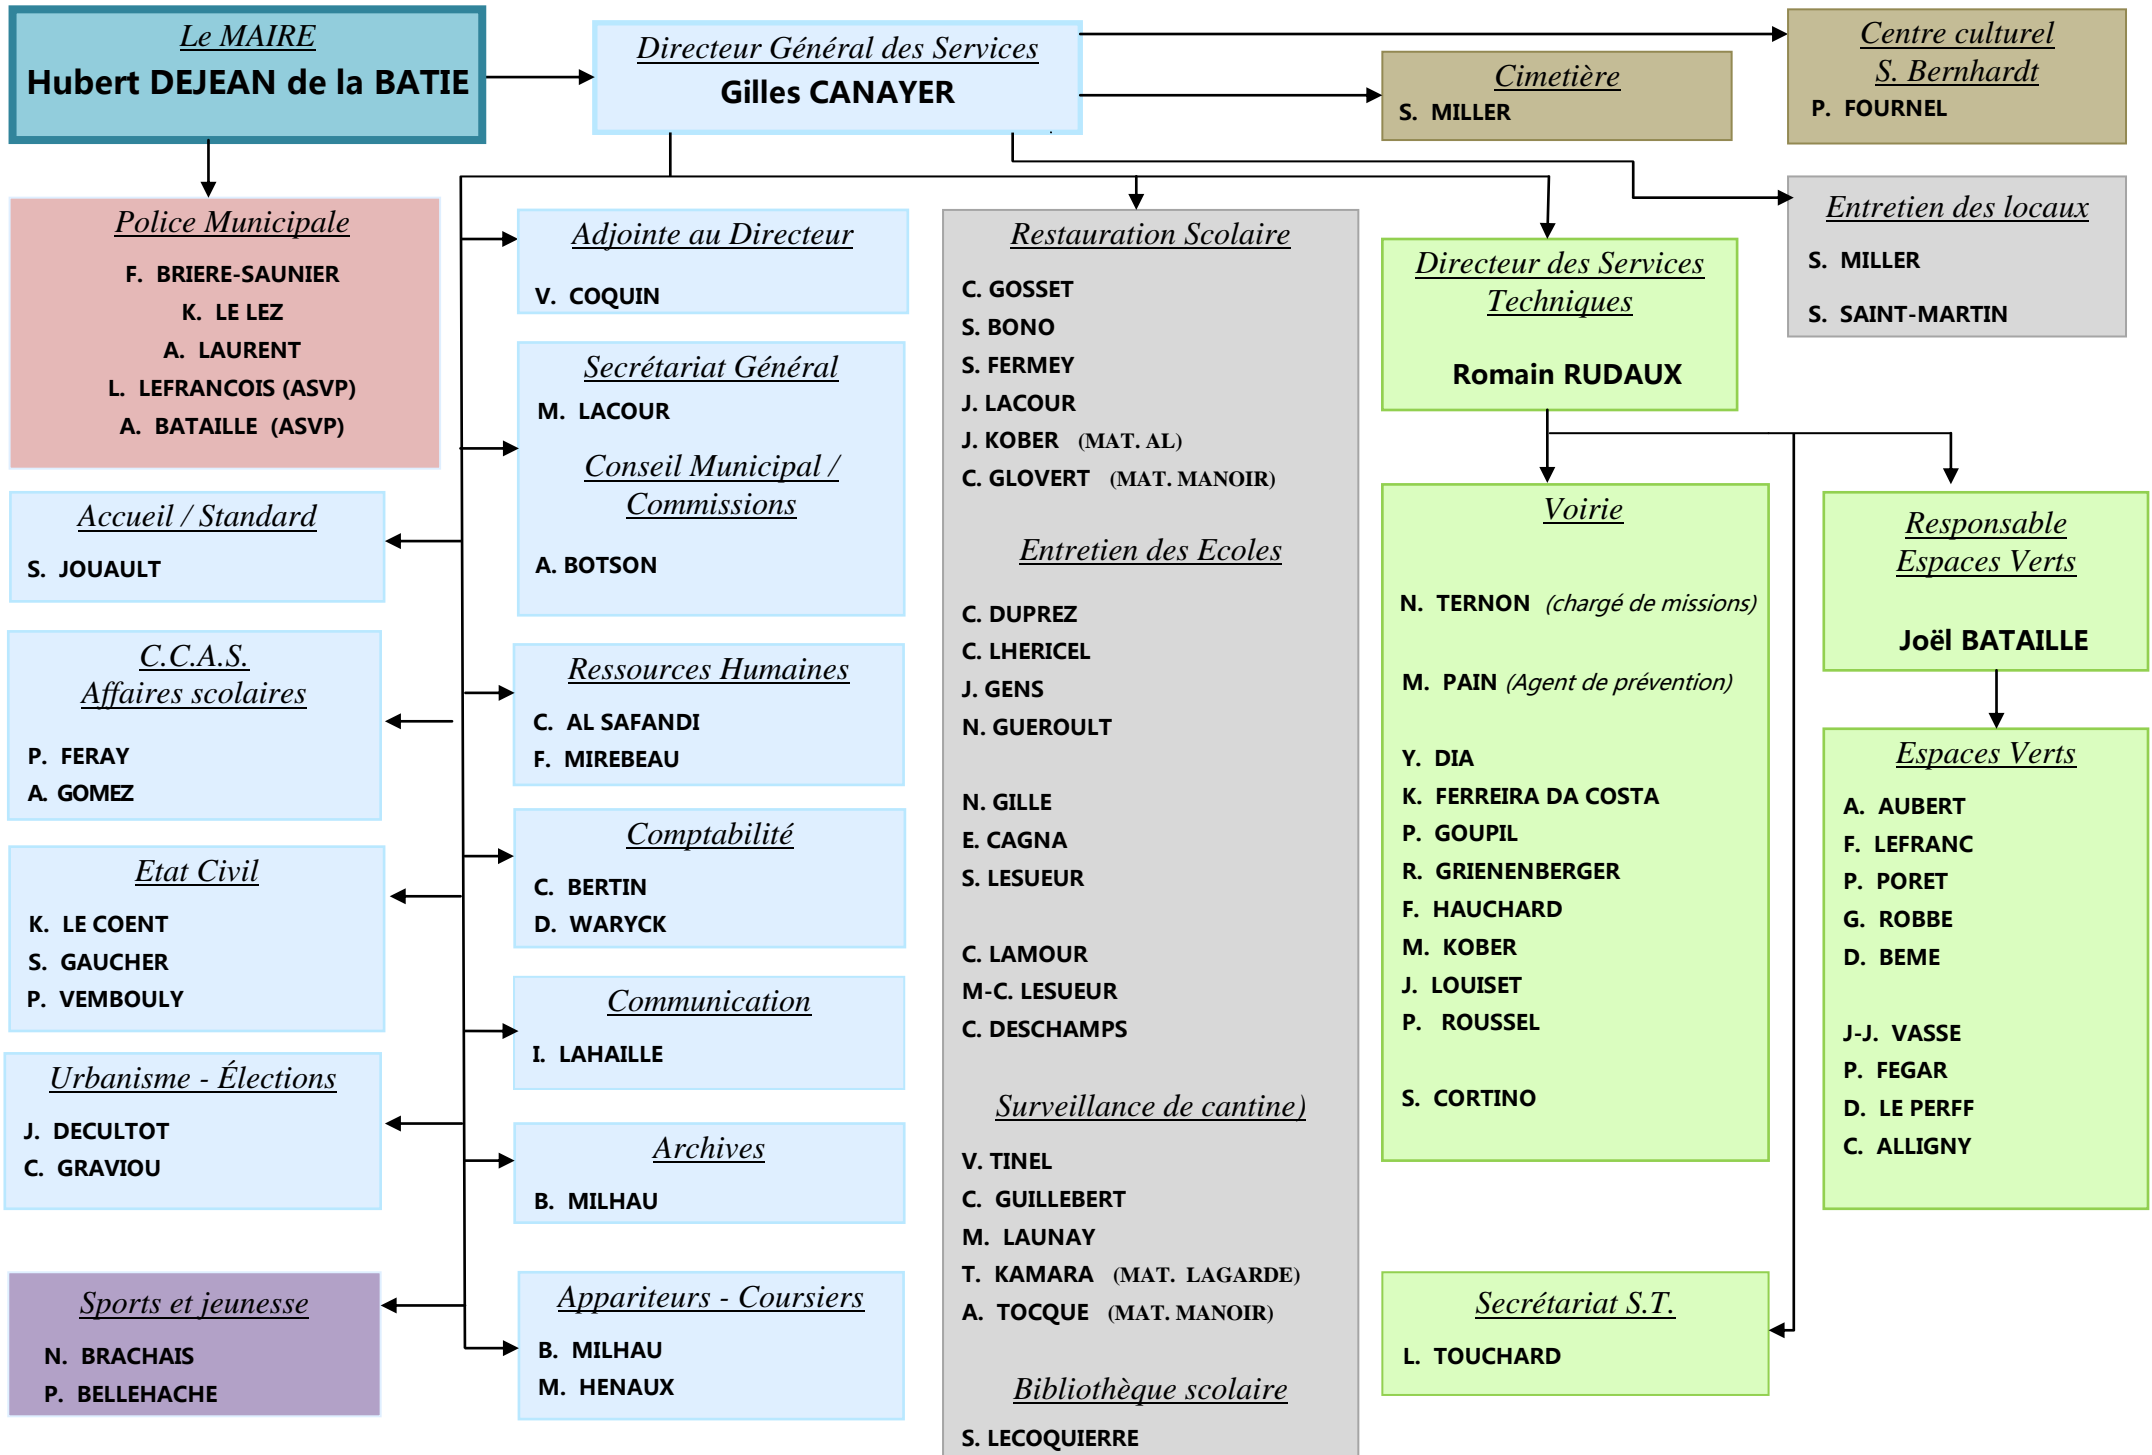 Le MAIRE
Hubert DEJEAN de la BATIE
Directeur Général des Services
Gilles CANAYER
Cimetière
S. MILLER
Centre culturel
S. Bernhardt
P. FOURNEL
Entretien des locaux
S. MILLER
S. SAINT-MARTIN
Police Municipale
F. BRIERE-SAUNIER
K. LE LEZ
A. LAURENT
L. LEFRANCOIS (ASVP)
A. BATAILLE (ASVP)
Accueil / Standard
S. JOUAULT
C.C.A.S.
Affaires scolaires
P. FERAY
A. GOMEZ
Etat Civil
K. LE COENT
S. GAUCHER
P. VEMBOULY
Urbanisme - Élections
J. DECULTOT
C. GRAVIOU
Sports et jeunesse
N. BRACHAIS
P. BELLEHACHE
Adjointe au Directeur
V. COQUIN
Secrétariat Général
M. LACOUR
Conseil Municipal /
Commissions
A. BOTSON
Ressources Humaines
C. AL SAFANDI
F. MIREBEAU
Comptabilité
C. BERTIN
D. WARYCK
Communication
I. LAHAILLE
Archives
B. MILHAU
Appariteurs - Coursiers
B. MILHAU
M. HENAUX
Restauration Scolaire
C. GOSSET
S. BONO
S. FERMEY
J. LACOUR
J. KOBER (MAT. AL)
C. GLOVERT (MAT. MANOIR)
Entretien des Ecoles
C. DUPREZ
C. LHERICEL
J. GENS
N. GUEROULT
N. GILLE
E. CAGNA
S. LESUEUR
C. LAMOUR
M-C. LESUEUR
C. DESCHAMPS
Surveillance de cantine)
V. TINEL
C. GUILLEBERT
M. LAUNAY
T. KAMARA (MAT. LAGARDE)
A. TOCQUE (MAT. MANOIR)
Bibliothèque scolaire
S. LECOQUIERRE
Directeur des Services
Techniques
Romain RUDAUX
Voirie
N. TERNON (chargé de missions)
M. PAIN (Agent de prévention)
Y. DIA
K. FERREIRA DA COSTA
P. GOUPIL
R. GRIENENBERGER
F. HAUCHARD
M. KOBER
J. LOUISET
P. ROUSSEL
S. CORTINO
Secrétariat S.T.
L. TOUCHARD
Responsable
Espaces Verts
Joël BATAILLE
Espaces Verts
A. AUBERT
F. LEFRANC
P. PORET
G. ROBBE
D. BEME
J-J. VASSE
P. FEGAR
D. LE PERFF
C. ALLIGNY